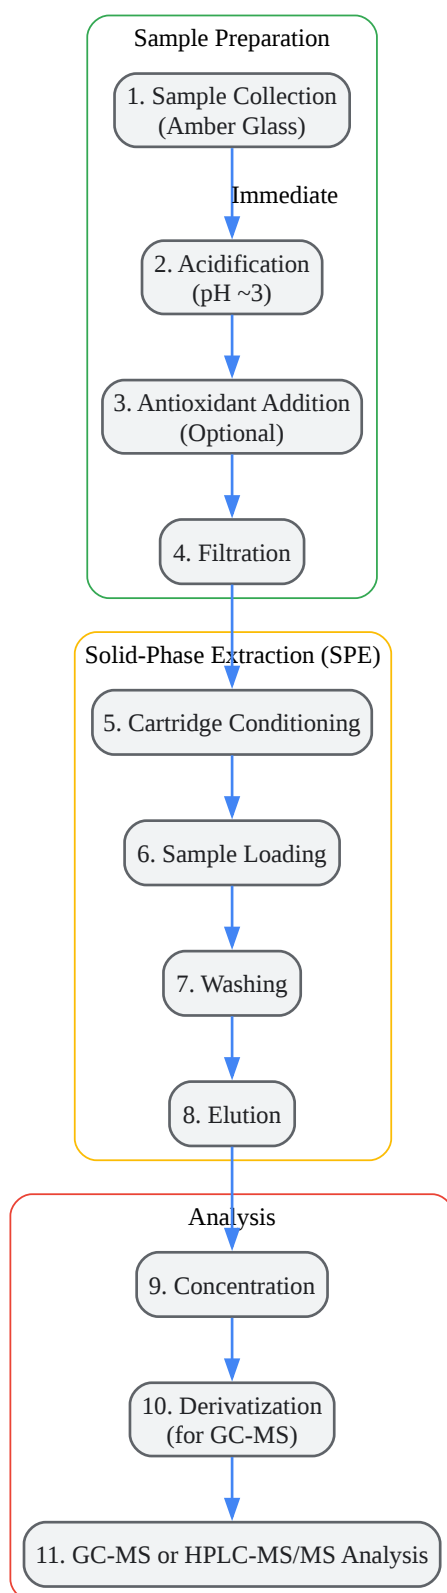 Sample Preparation
1. Sample Collection
(Amber Glass)
Immediate
2. Acidification
(pH ~3)
3. Antioxidant Addition
(Optional)
4. Filtration
Solid-Phase Extraction (SPE)
5. Cartridge Conditioning
6. Sample Loading
7. Washing
8. Elution
Analysis
9. Concentration
10. Derivatization
(for GC-MS)
11. GC-MS or HPLC-MS/MS Analysis